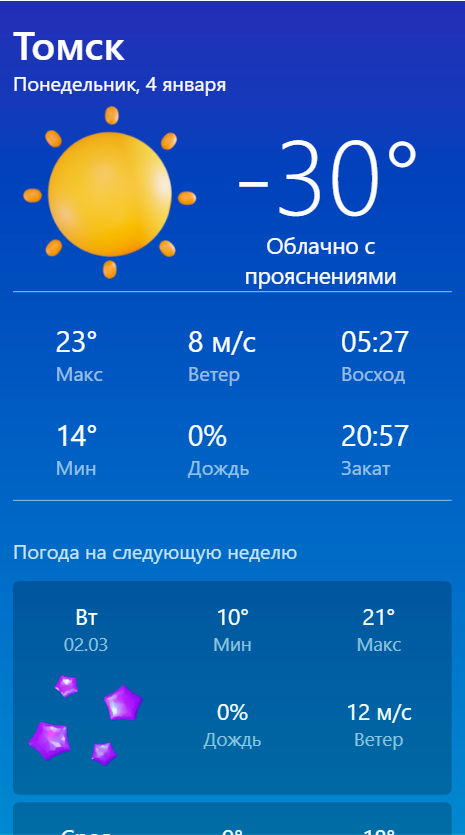 Томск
Понедельник, 4 января
-30°
Облачно с
прояснениями
23° 8 м/с 05:27
Макс Ветер Восход
14° 0% 20:57
Мин Дождь Закат
Погода на следующую неделю
Вт 10° 21°
02.03 Мин Макс
0% 12 м/с
Дождь Ветер